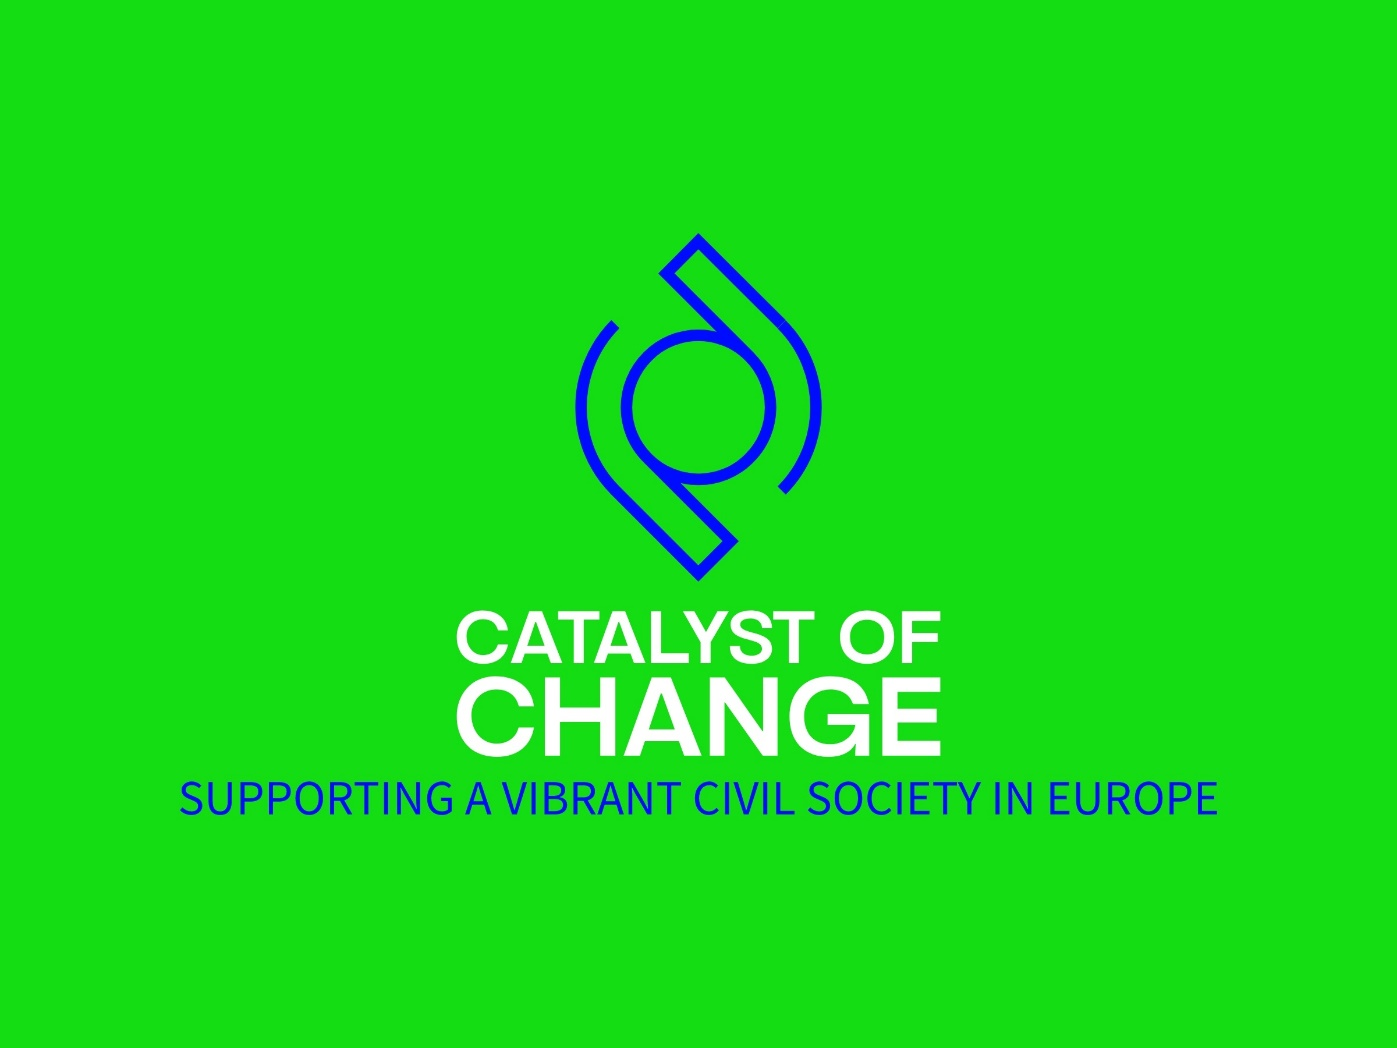 CATALYST OF
CHANGE
SUPPORTING A VIBRANT CIVIL SOCIETY IN EUROPE